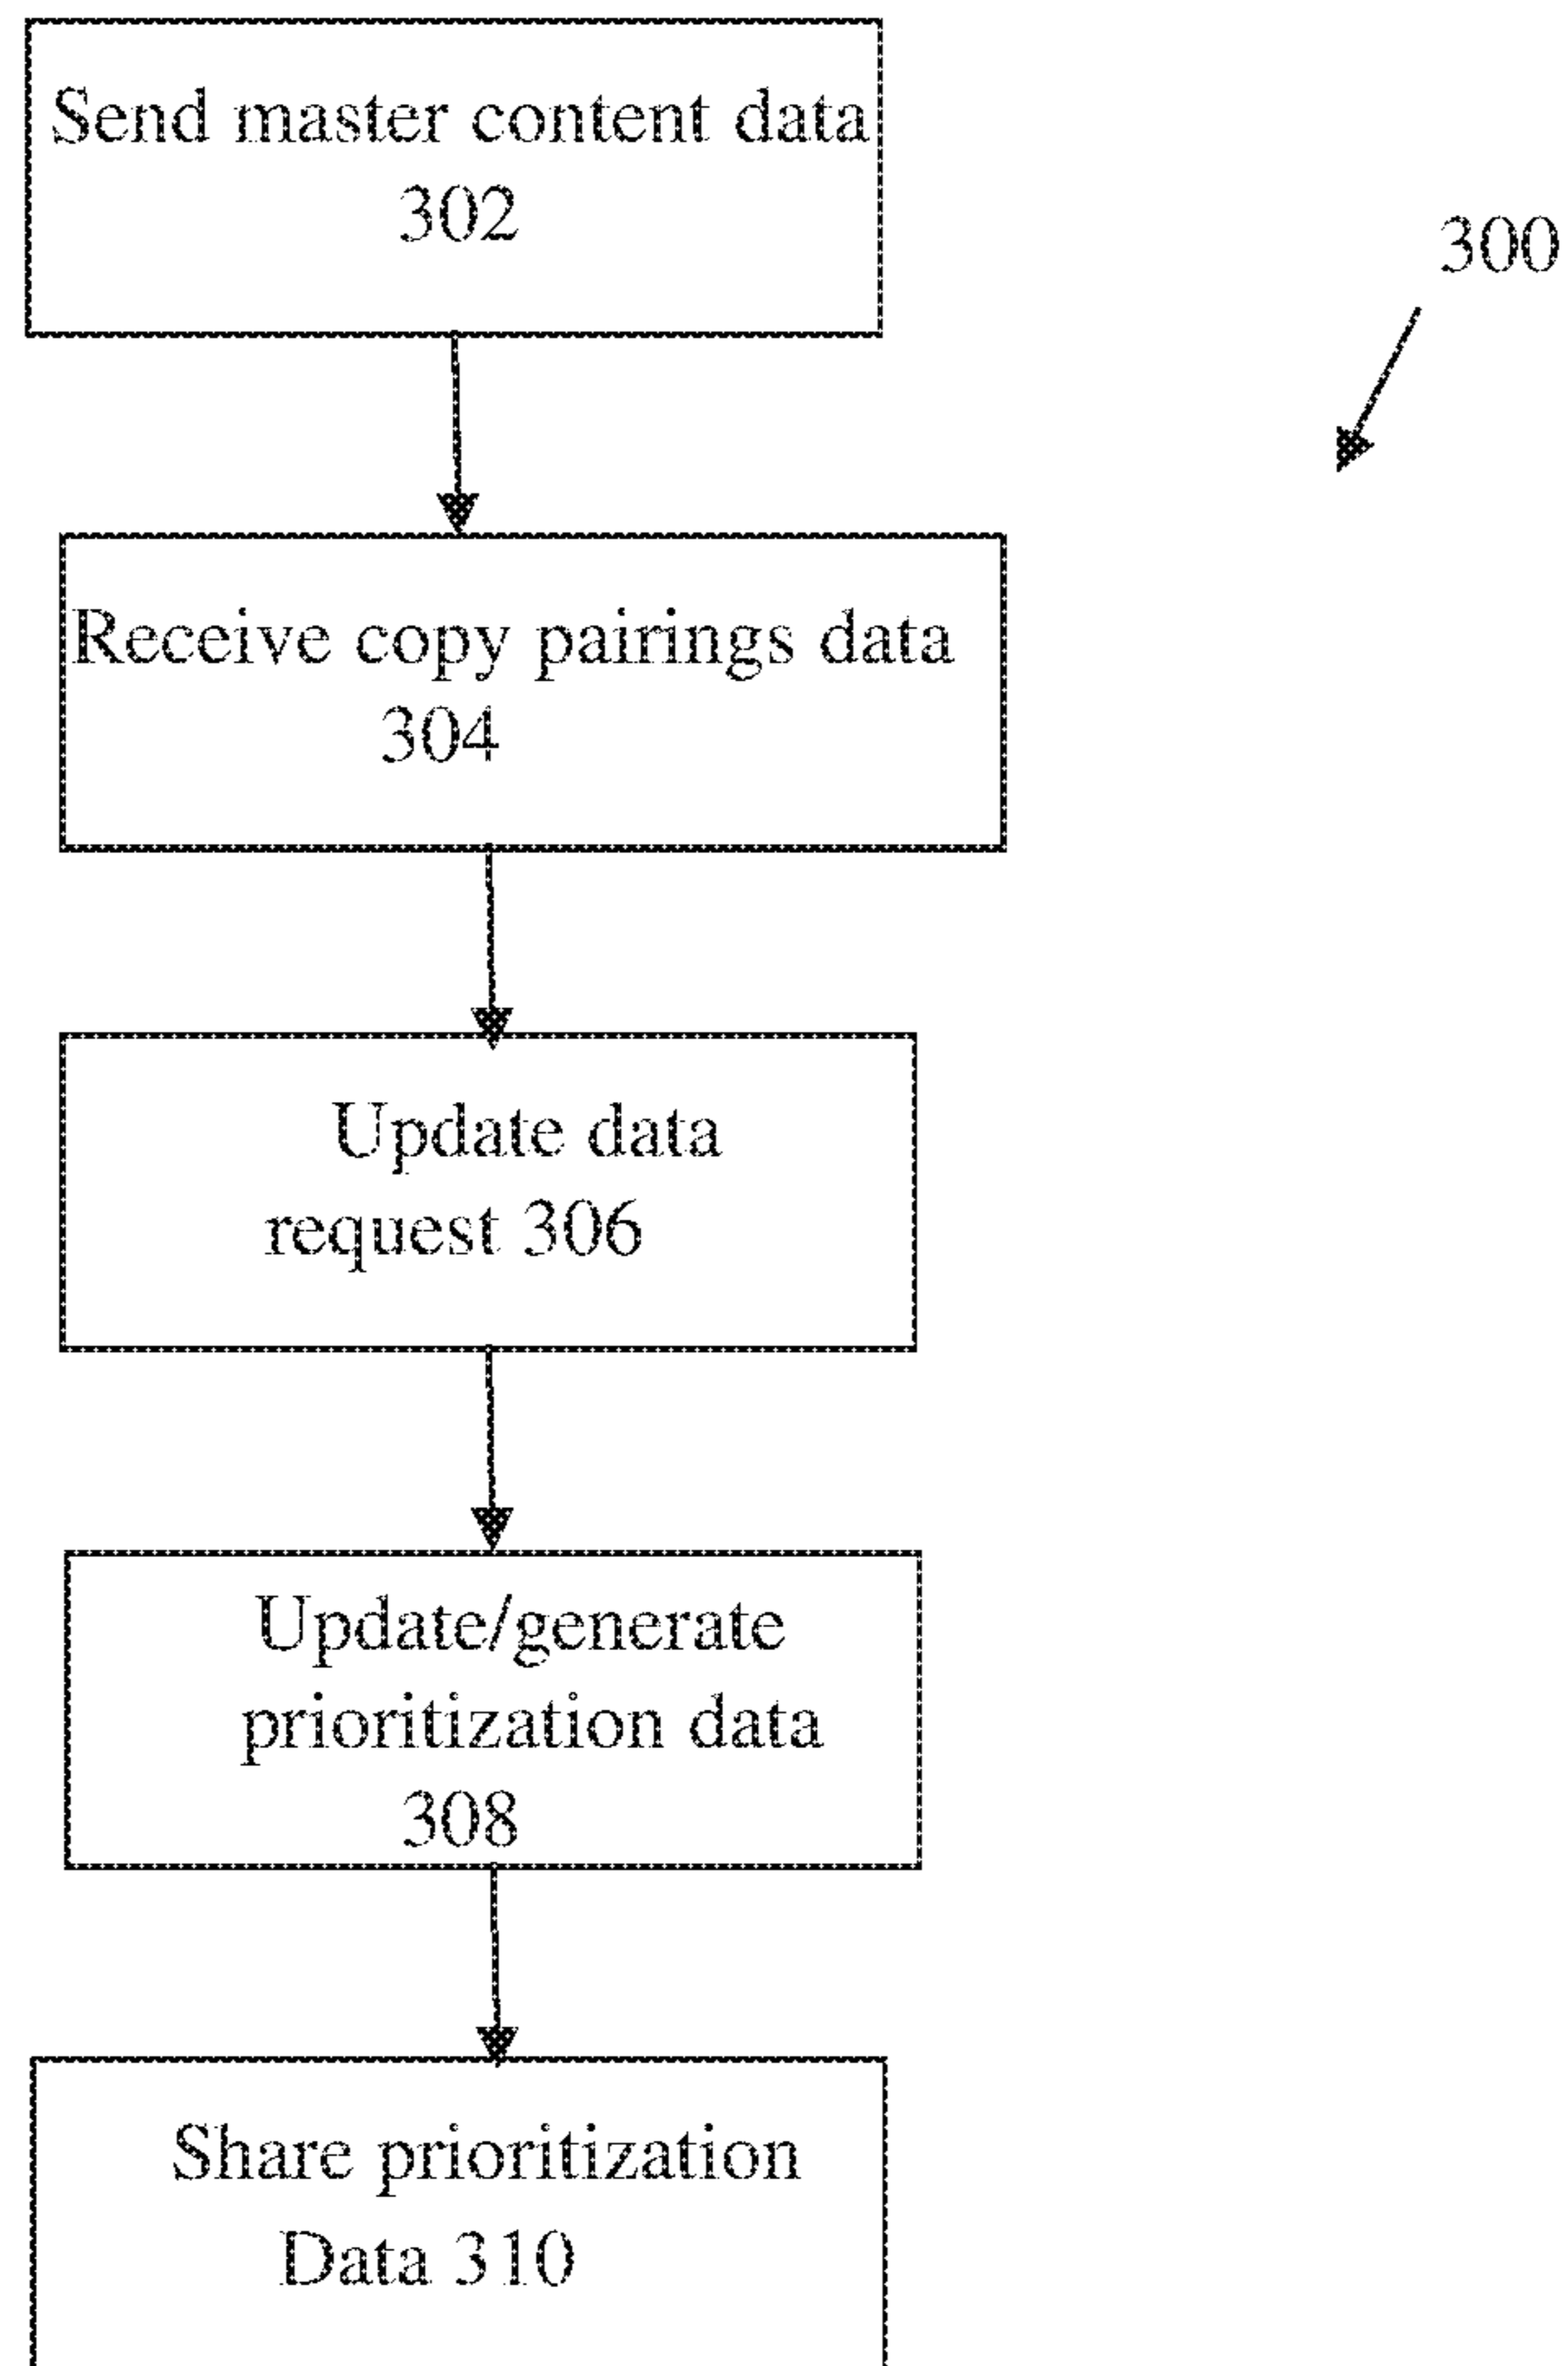 Send master content data
302
300
Receive copy pairings data
304
Update data
request 306
Update/generate
prioritization data
308
Share prioritization
Data 310